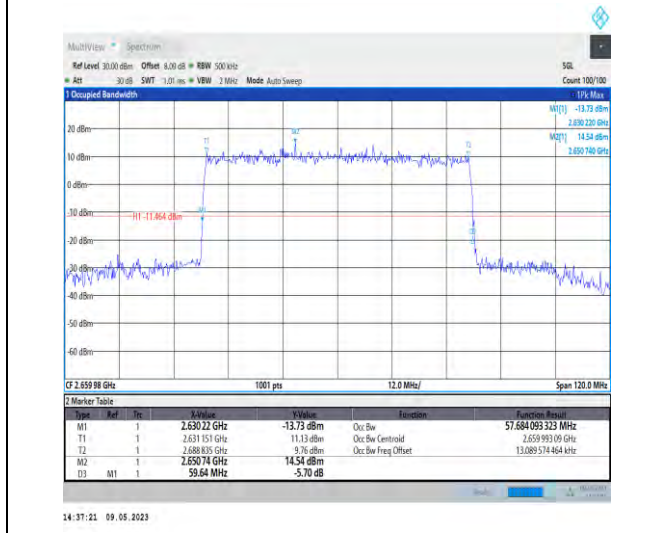 MultiView Spectrum
Ref Level 30.00 dBm Offset 8.00 dB RBW 500 kHz SGL
Att 30 dB SWT 1.01 ms VBW 2 MHz Mode Auto Sweep Count 100/100
1 Occupied Bandwidth 1Pk Max
M1[1] -13.73 dBm
2.630 220 GHz
M2[1] 14.54 dBm
2.650 740 GHz
20 dBm
T1
M2
T2
10 dBm
0 dBm
-10 dBm
M1
H1 -11.464 dBm
-20 dBm
D3
-30 dBm
-40 dBm
-50 dBm
-60 dBm
CF 2.659 98 GHz 1001 pts 12.0 MHz/ Span 120.0 MHz
2 Marker Table
Type Ref Trc X-Value Y-Value Function Function Result
M1 1 2.630 22 GHz -13.73 dBm Occ Bw 57.684 093 323 MHz
T1 1 2.631 151 GHz 11.13 dBm Occ Bw Centroid 2.659 993 09 GHz
T2 1 2.688 835 GHz 9.76 dBm Occ Bw Freq Offset 13.089 574 464 kHz
M2 1 2.650 74 GHz 14.54 dBm
D3 M1 1 59.64 MHz -5.70 dB
14:37:21 09.05.2023